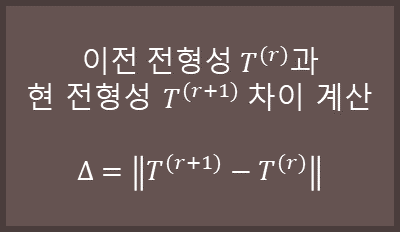 이전 전형성 T^(r)과
현 전형성 T^(r+1) 차이 계산
Δ = ‖T^(r+1) − T^(r)‖